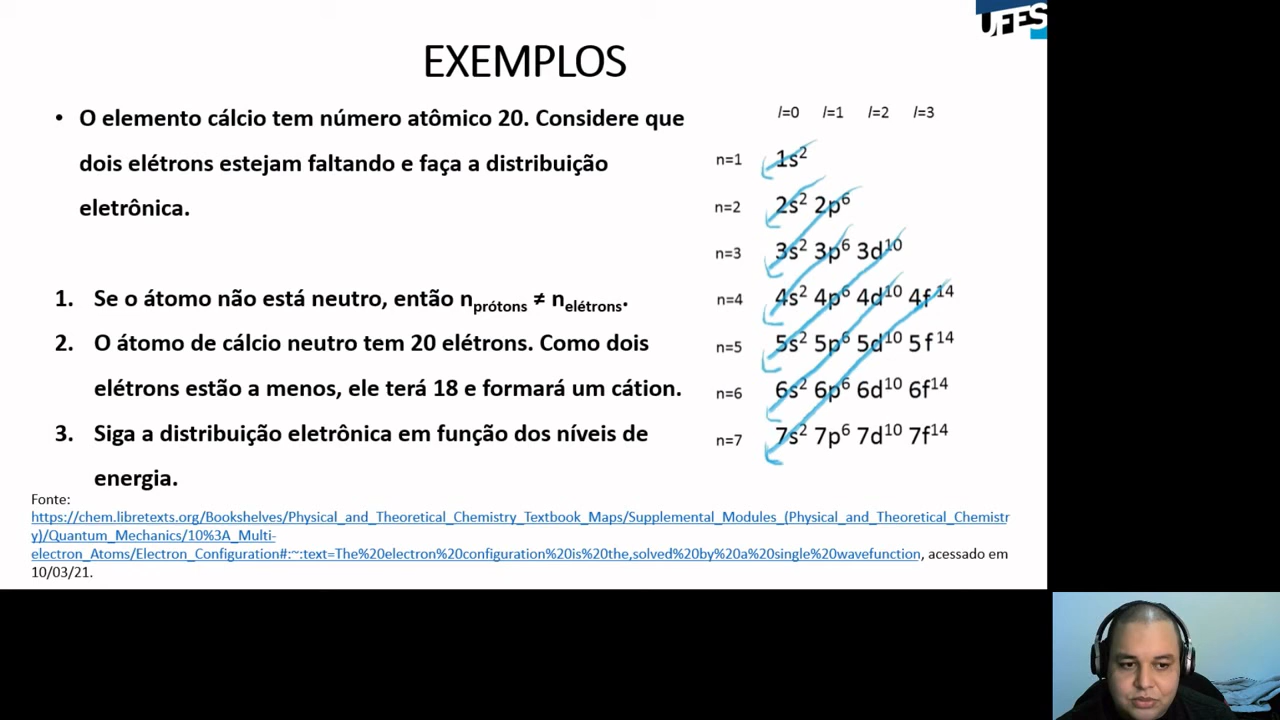 UFES
EXEMPLOS
• O elemento cálcio tem número atômico 20. Considere que
dois elétrons estejam faltando e faça a distribuição
eletrônica.
1. Se o átomo não está neutro, então nprótons ≠ nelétrons.
2. O átomo de cálcio neutro tem 20 elétrons. Como dois
elétrons estão a menos, ele terá 18 e formará um cátion.
3. Siga a distribuição eletrônica em função dos níveis de
energia.
l=0 l=1 l=2 l=3
n=1 1s2
n=2 2s2 2p6
n=3 3s2 3p6 3d10
n=4 4s2 4p6 4d10 4f14
n=5 5s2 5p6 5d10 5f14
n=6 6s2 6p6 6d10 6f14
n=7 7s2 7p6 7d10 7f14
Fonte:
https://chem.libretexts.org/Bookshelves/Physical_and_Theoretical_Chemistry_Textbook_Maps/Supplemental_Modules_(Physical_and_Theoretical_Chemistr
y)/Quantum_Mechanics/10%3A_Multi-
electron_Atoms/Electron_Configuration#:~:text=The%20electron%20configuration%20is%20the,solved%20by%20a%20single%20wavefunction, acessado em
10/03/21.